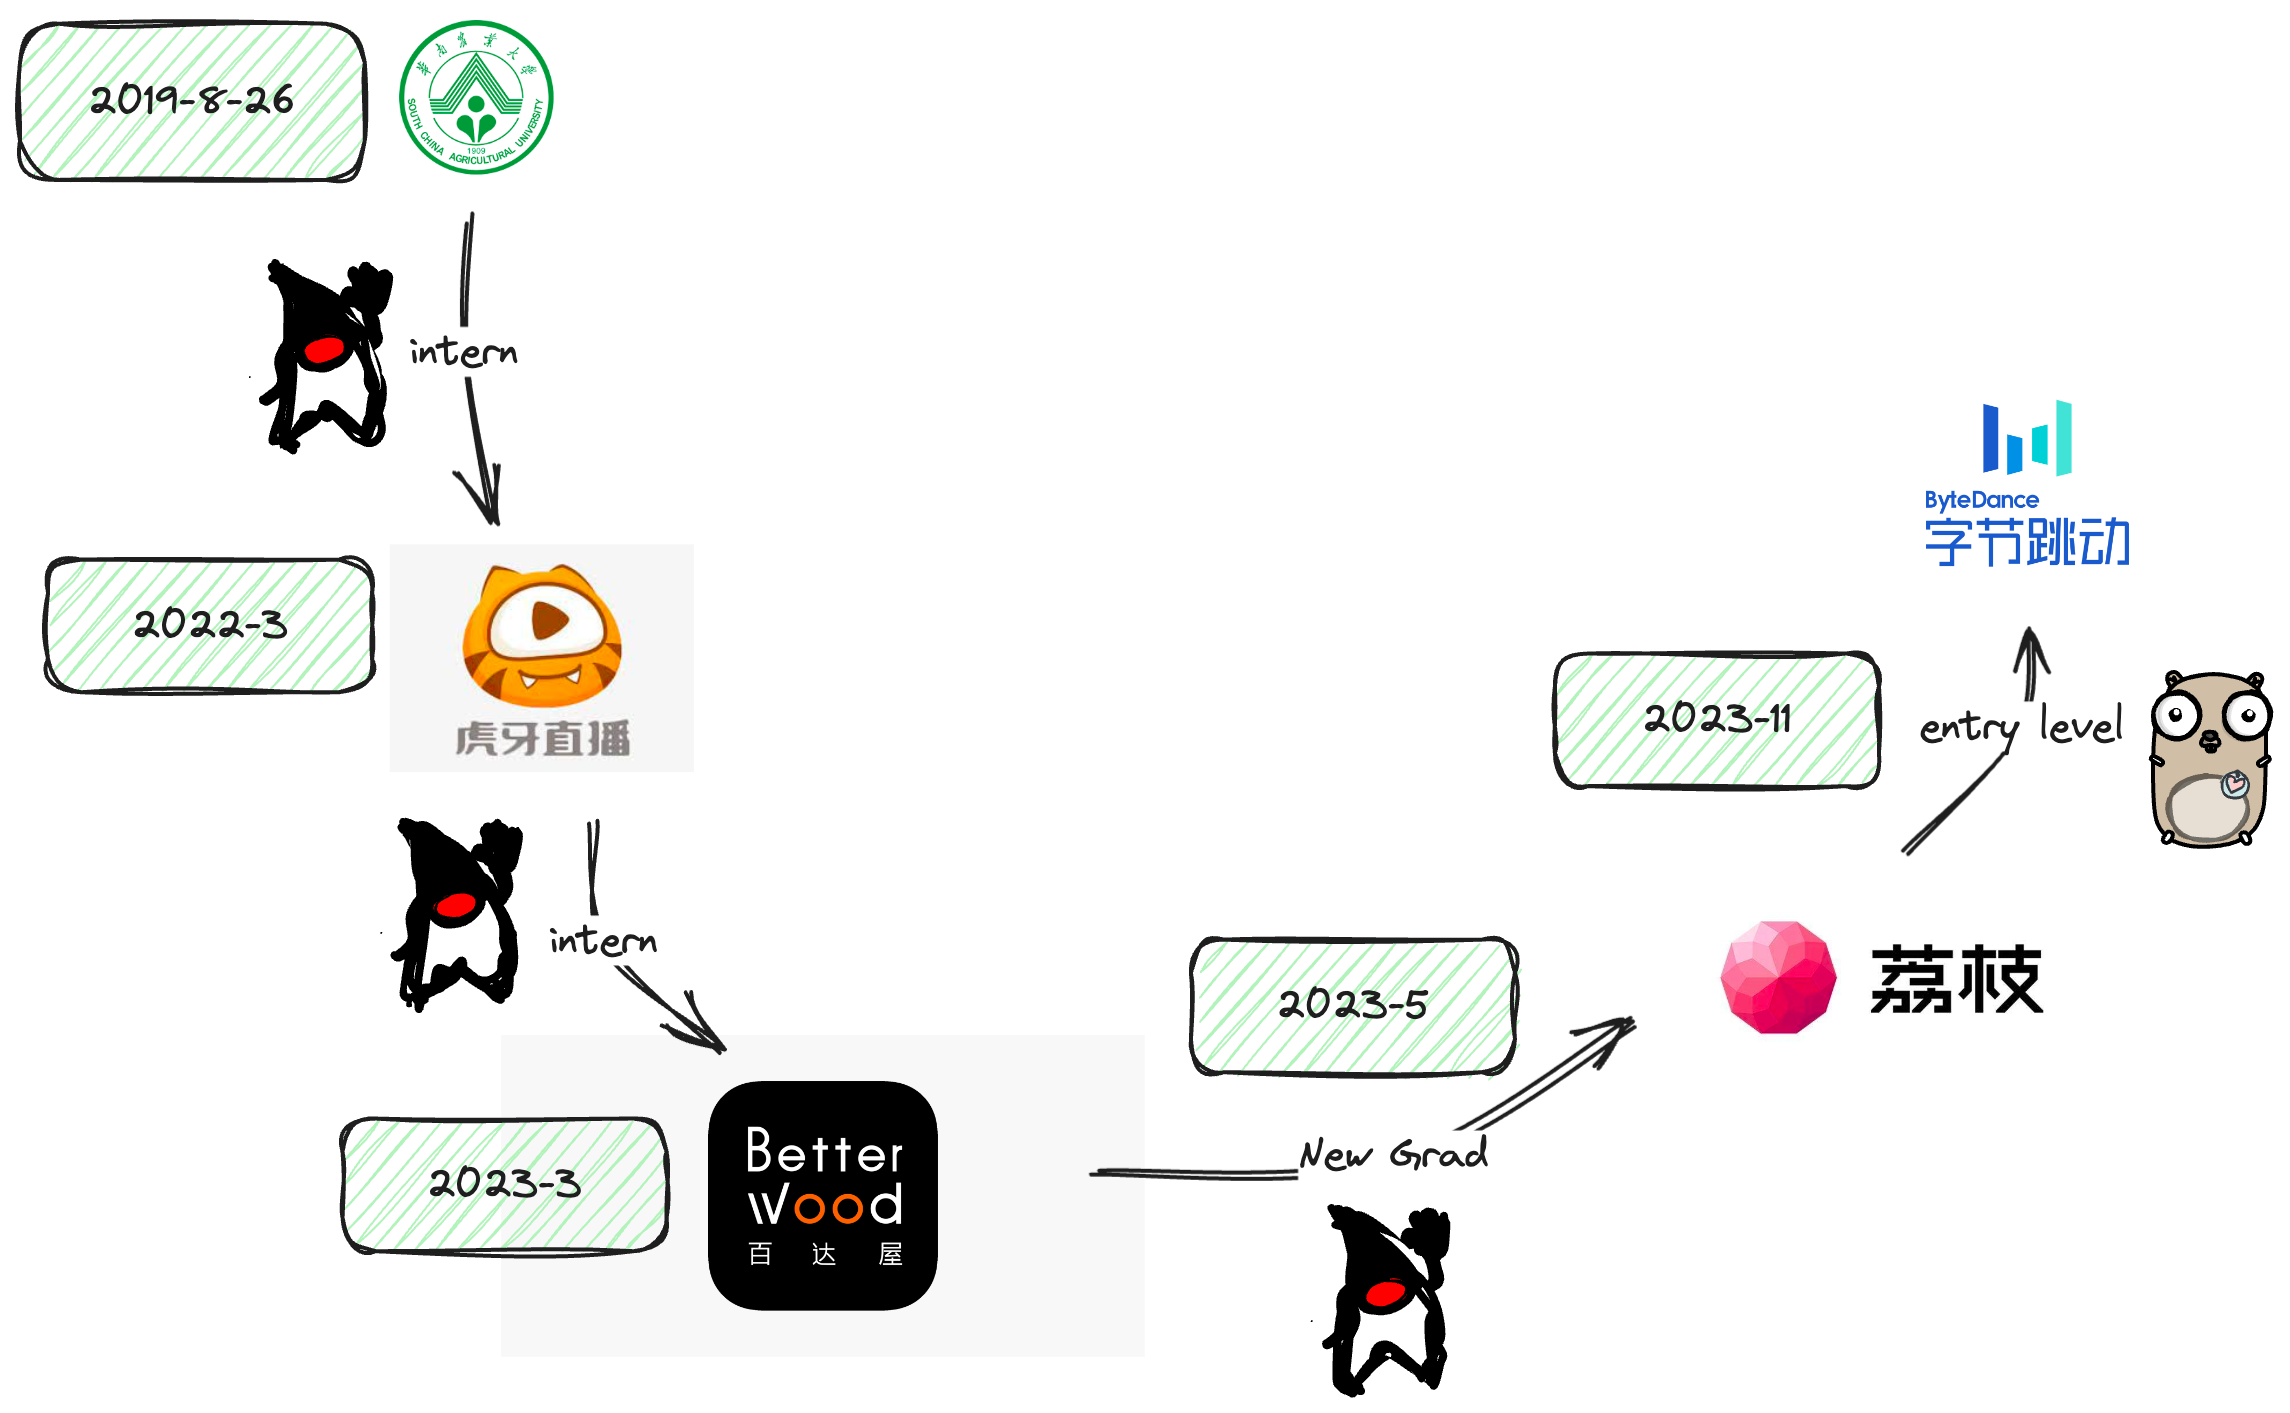 2019-8-26
华南农业大学
SOUTH CHINA AGRICULTURAL UNIVERSITY
1909
intern
2022-3
虎牙直播
intern
2023-3
Better
wood
百达屋
New Grad
2023-5
荔枝
2023-11
entry level
ByteDance
字节跳动